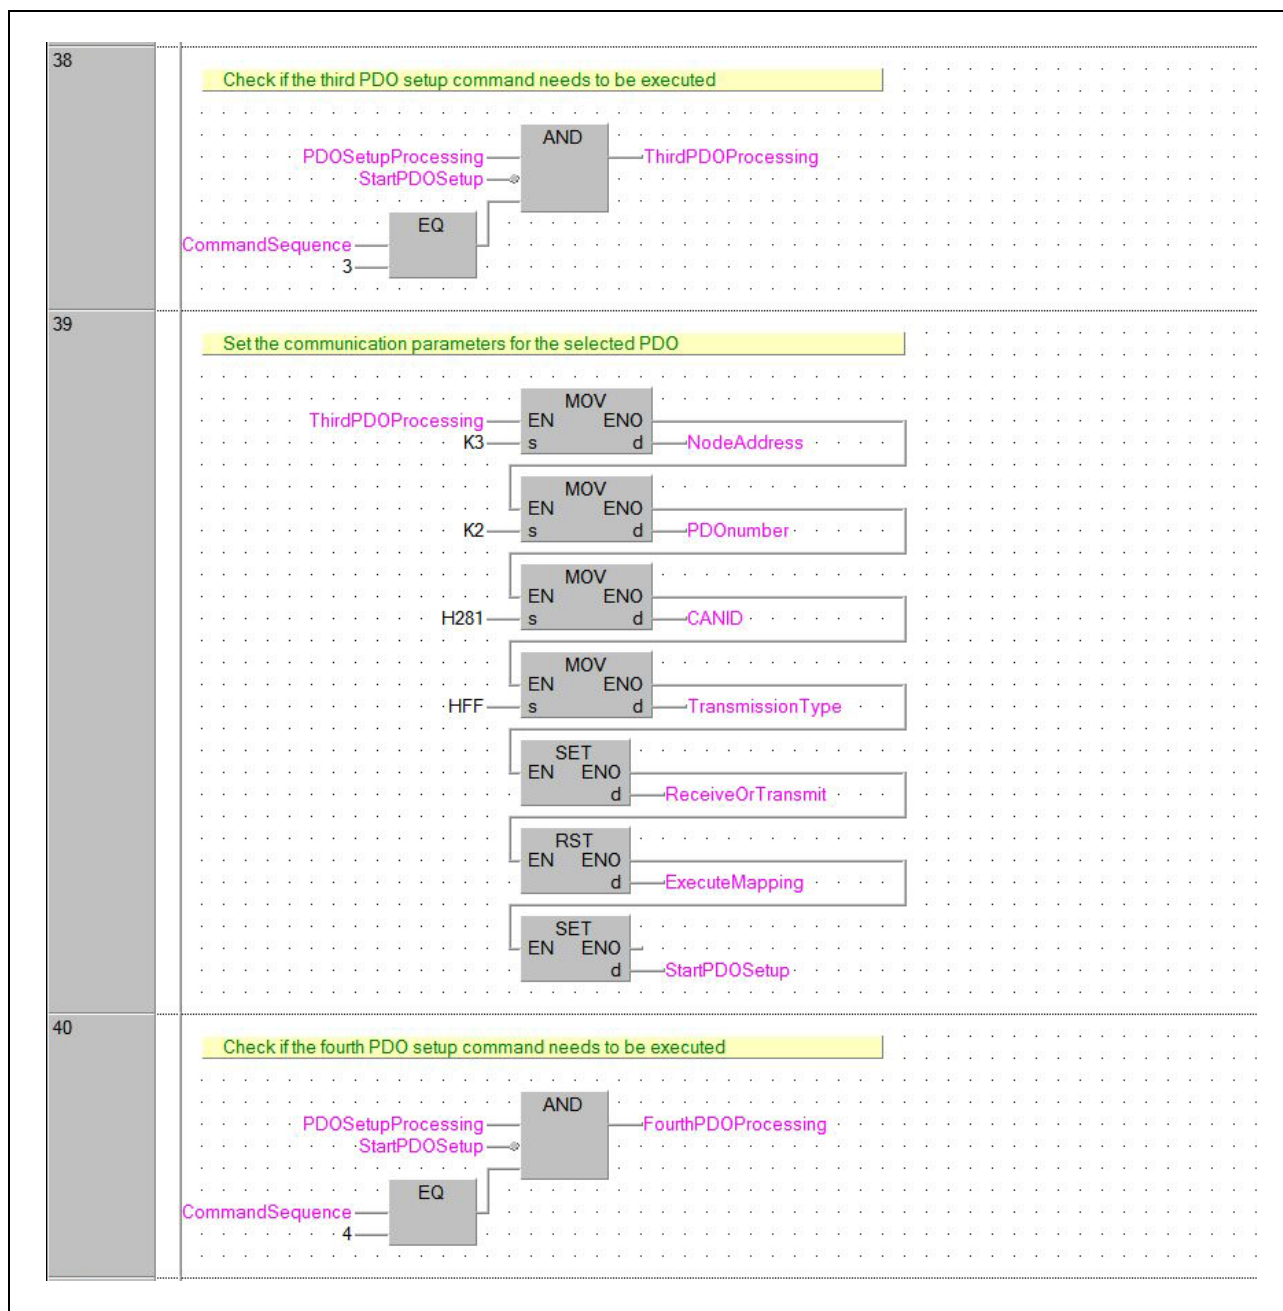 38
Check if the third PDO setup command needs to be executed
AND
PDOSetupProcessing
ThirdPDOProcessing
StartPDOSetup
EQ
CommandSequence
3
39
Set the communication parameters for the selected PDO
MOV
ThirdPDOProcessing EN ENO
K3 s d NodeAddress
MOV
EN ENO
K2 s d PDOnumber
MOV
EN ENO
H281 s d CANID
MOV
EN ENO
HFF s d TransmissionType
SET
EN ENO
d ReceiveOrTransmit
RST
EN ENO
d ExecuteMapping
SET
EN ENO
d StartPDOSetup
40
Check if the fourth PDO setup command needs to be executed
AND
PDOSetupProcessing
FourthPDOProcessing
StartPDOSetup
EQ
CommandSequence
4